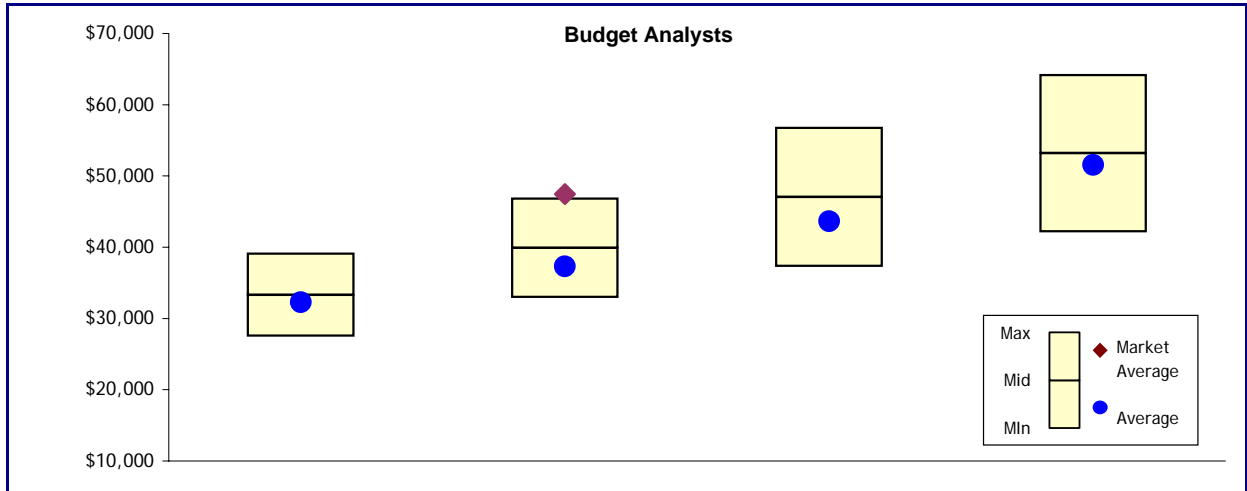 Budget Analysts
$70,000
$60,000
$50,000
$40,000
$30,000
$20,000
$10,000
Max
Mid
MIn
Market
Average
Average